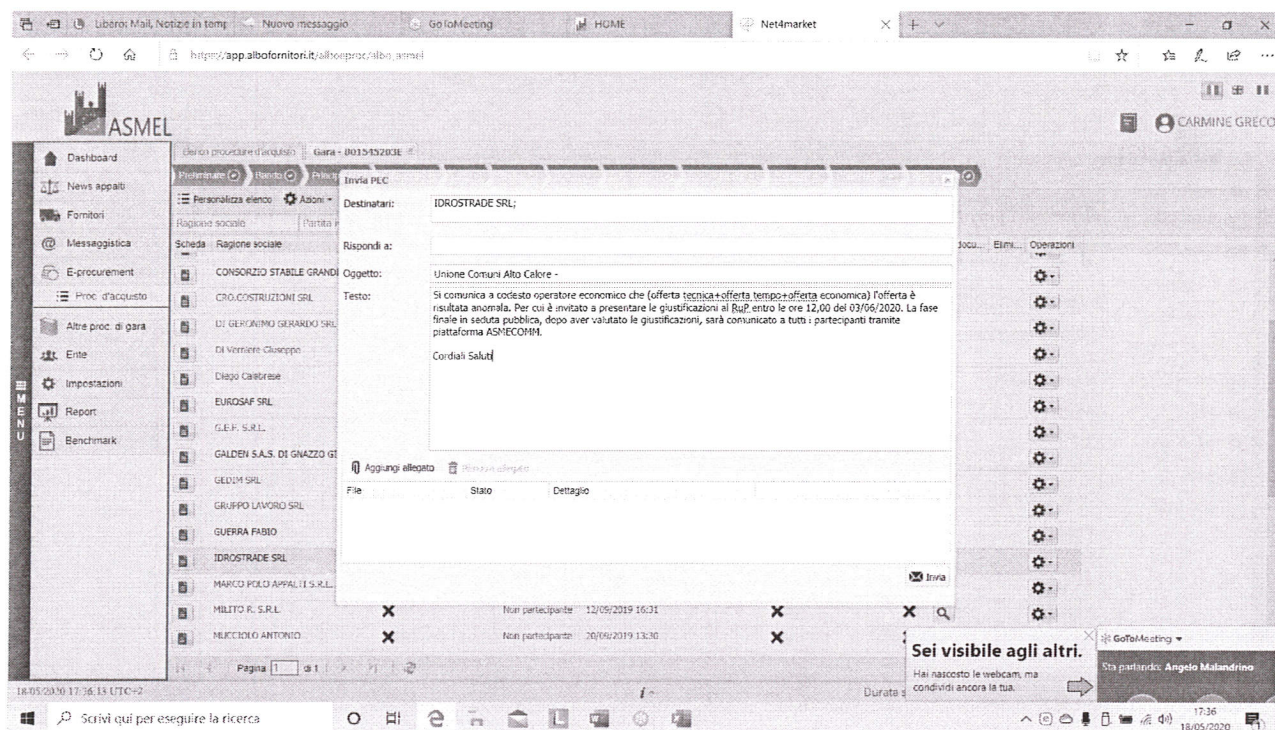 Libero: Mail, Notizie in temp
Nuovo messaggio
GoToMeeting
HOME
Net4market
https://app.albofornitori.it/alboeproc/albo_asmel
ASMEL
CARMINE GRECO
Dashboard
News appalti
Fornitori
Messaggistica
E-procurement
Proc. d'acquisto
Altre proc. di gara
Ente
Impostazioni
Report
Benchmark
MENU
Elenco procedure d'acquisto
Gara - 801545203E
Preliminare
Bando
Personalizza elenco
Azioni
Ragione sociale
Scheda Ragione sociale
Elimi... Operazioni
CONSORZIO STABILE GRANDI
CRO.COSTRUZIONI SRL
DI GERONIMO GERARDO SRL
Di Verniere Giuseppe
Diego Calabrese
EUROSAF SRL
G.E.F. S.R.L.
GALDEN S.A.S. DI GNAZZO GI
GEDIM SRL
GRUPPO LAVORO SRL
GUERRA FABIO
IDROSTRADE SRL
MARCO POLO APPALTI S.R.L.
MILITO R. S.R.L. Non partecipante 12/09/2019 16:31
MUCCIOLO ANTONIO Non partecipante 20/09/2019 13:30
Invia PEC
Destinatari: IDROSTRADE SRL;
Rispondi a:
Oggetto: Unione Comuni Alto Calore -
Testo: Si comunica a codesto operatore economico che (offerta tecnica+offerta tempo+offerta economica) l'offerta è
risultata anomala. Per cui è invitato a presentare le giustificazioni al RuP entro le ore 12,00 del 03/06/2020. La fase
finale in seduta pubblica, dopo aver valutato le giustificazioni, sarà comunicato a tutti i partecipanti tramite
piattaforma ASMECOMM.
Cordiali Saluti
Aggiungi allegato Rimuovi allegato
File Stato Dettaglio
Invia
Pagina 1 di 1
Sei visibile agli altri.
Hai nascosto le webcam, ma
condividi ancora la tua.
GoToMeeting
Sta parlando: Angelo Malandrino
18/05/2020 17:36:13 UTC+2
Durata
Scrivi qui per eseguire la ricerca
17:36
18/05/2020